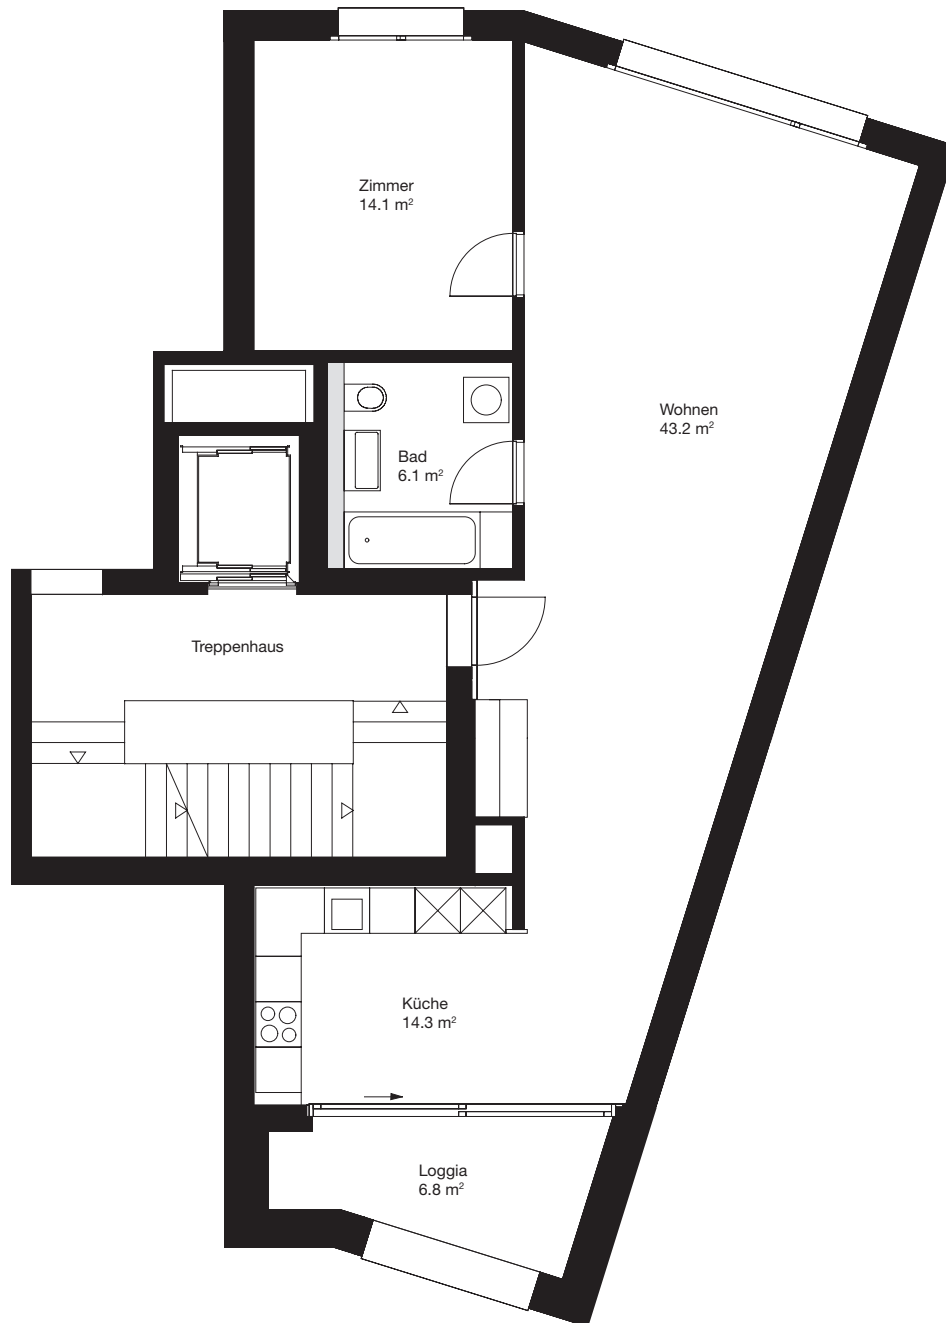 Zimmer
14.1 m²
Wohnen
43.2 m²
Bad
6.1 m²
Treppenhaus
Küche
14.3 m²
Loggia
6.8 m²